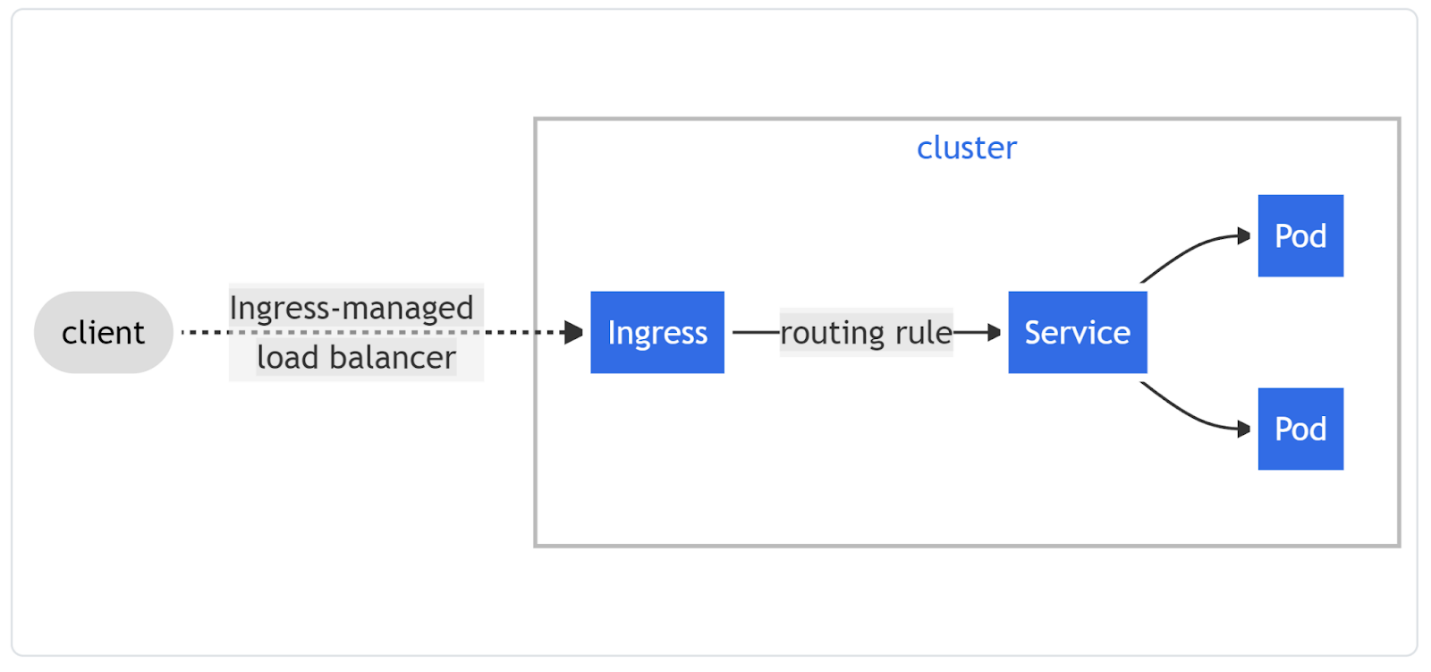 cluster
client
Ingress-managed
load balancer
Ingress
routing rule
Service
Pod
Pod